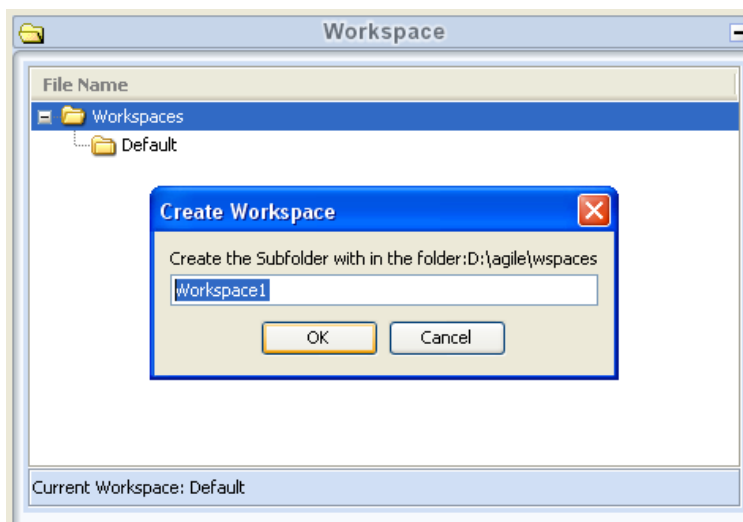 Workspace
File Name
Workspaces
Default
Create Workspace
Create the Subfolder with in the folder:D:\agile\wspaces
Workspace1
OK
Cancel
Current Workspace: Default